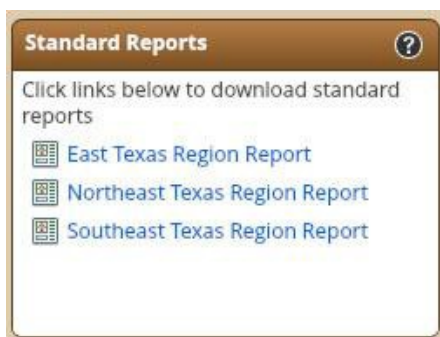 Standard Reports ?
Click links below to download standard
reports
East Texas Region Report
Northeast Texas Region Report
Southeast Texas Region Report